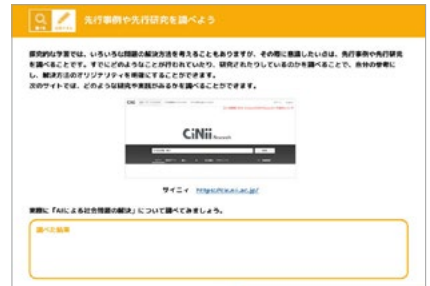 先行事例や先行研究を調べよう
探究的な学習では、いろいろな問題の解決方法を考えることもありますが、その際に意識したいのは、先行事例や先行研究
を調べることです。すでにどのようなことが行われていたり、研究されたりしているのかを調べることで、自分の参考に
し、解決方法のオリジナリティを明確にすることができます。
次のサイトでは、どのような研究や実践があるかを調べることができます。
CiNii Research
サイニィ https://cir.nii.ac.jp/
実際に「AIによる社会問題の解決」について調べてみましょう。
調べた結果